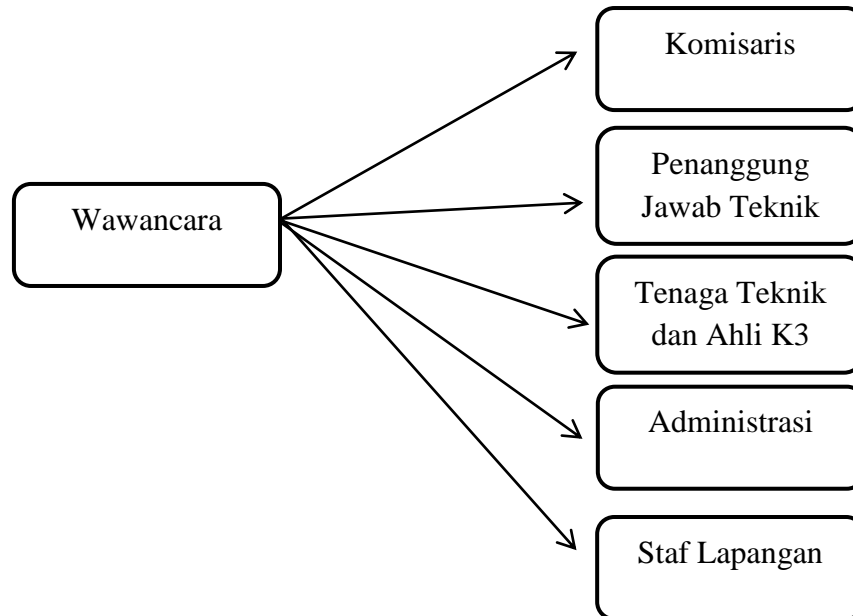 Komisaris
Penanggung
Jawab Teknik
Wawancara
Tenaga Teknik
dan Ahli K3
Administrasi
Staf Lapangan